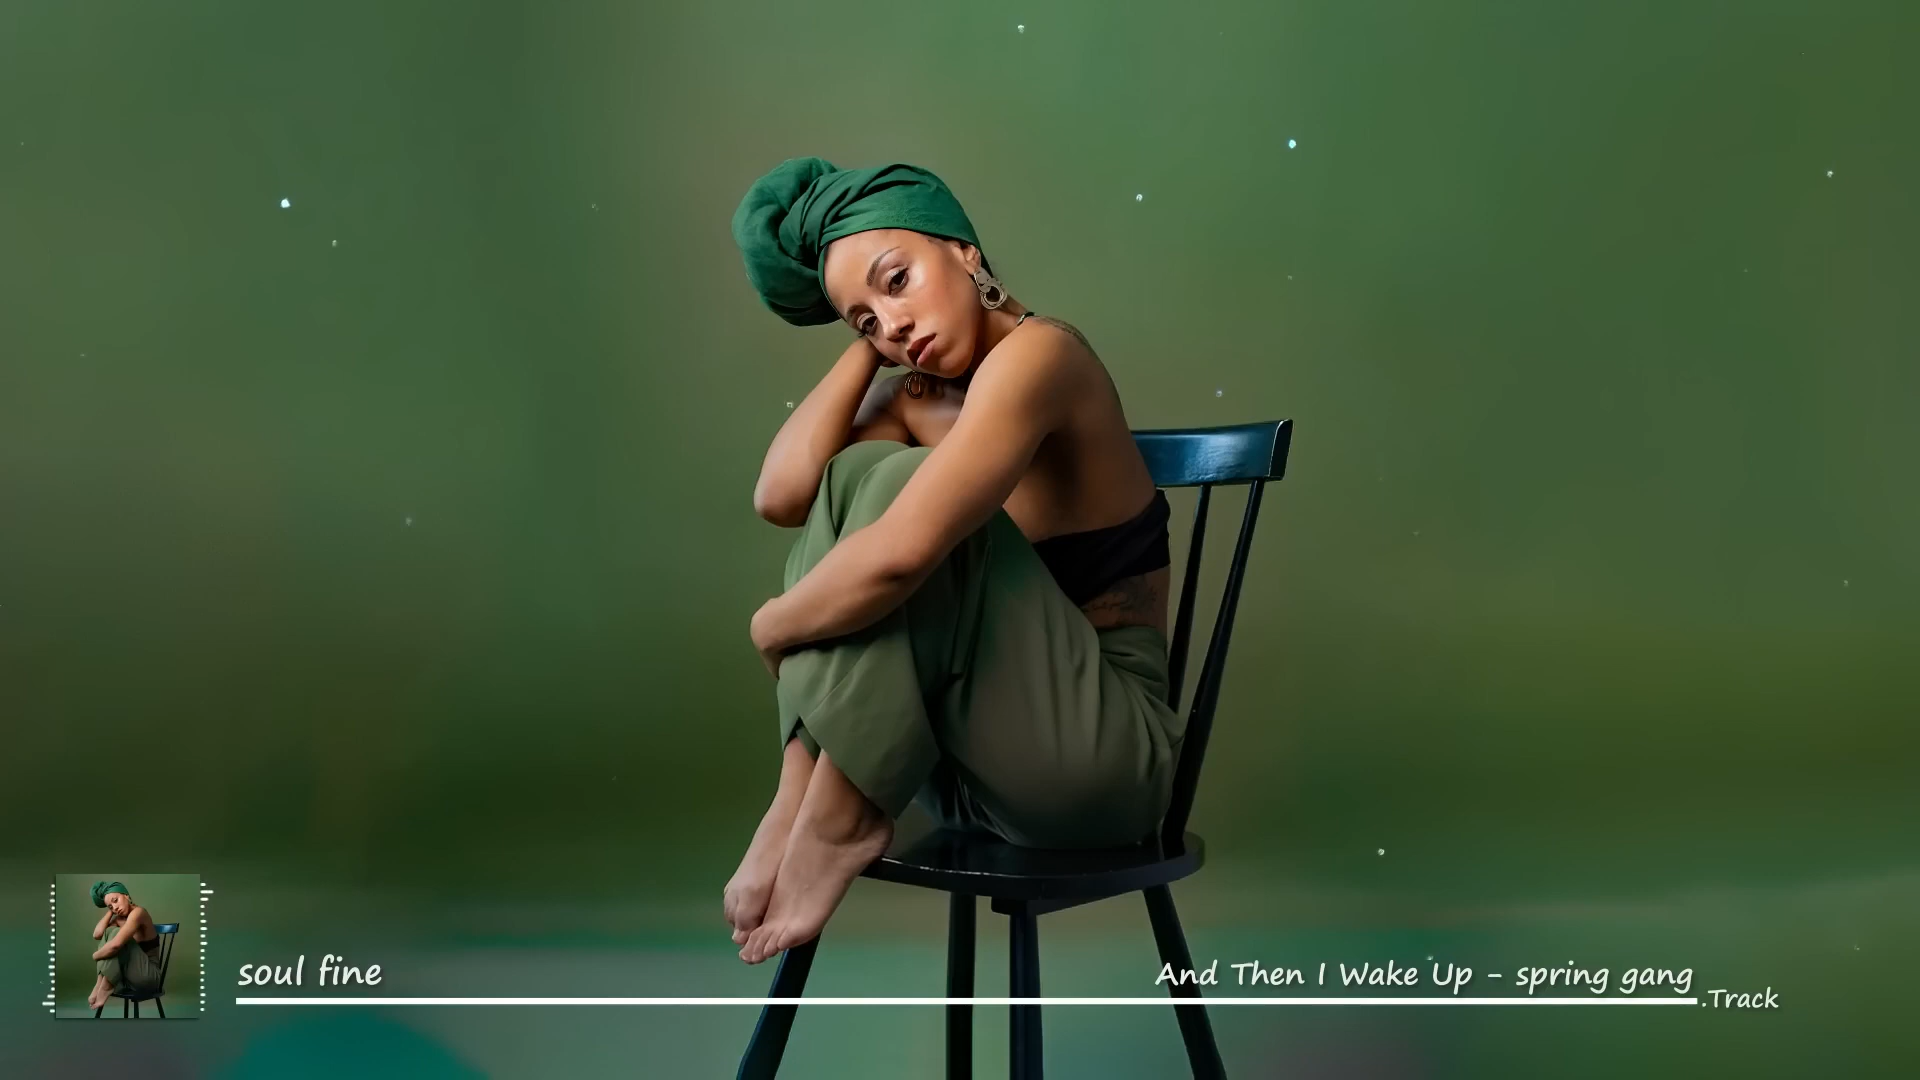 soul fine
And Then I Wake Up - spring gang
.Track